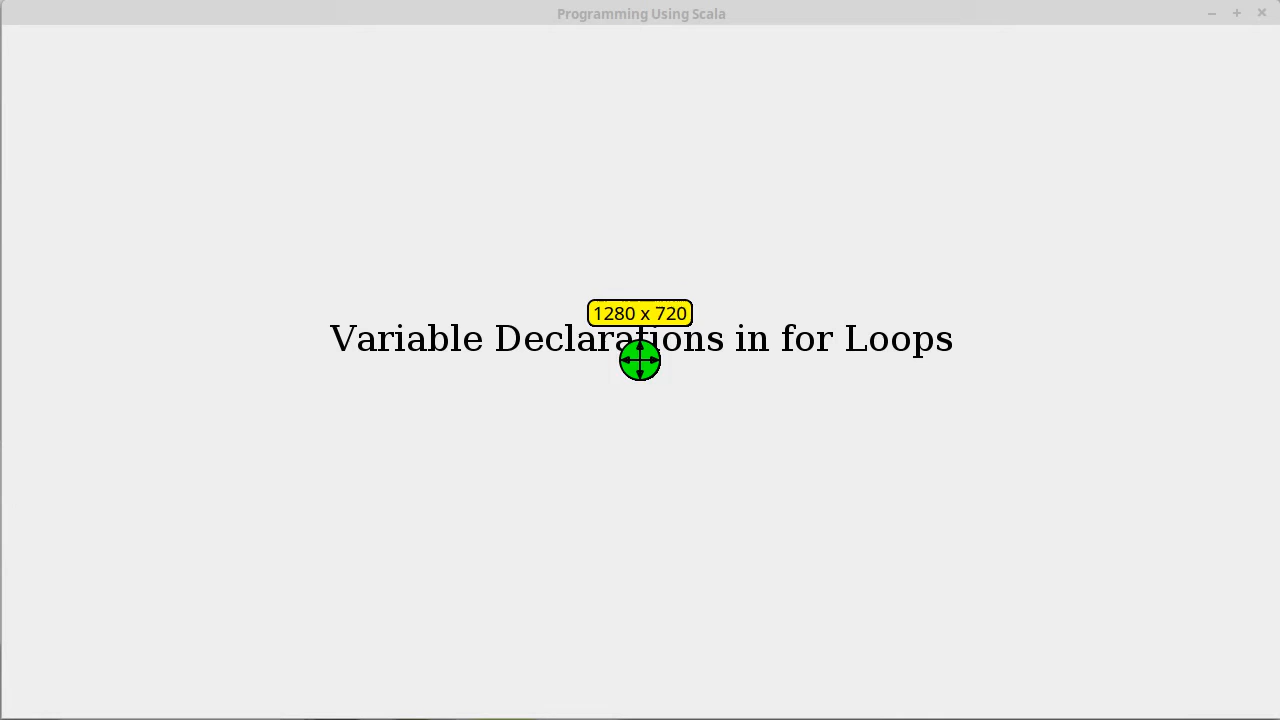 Programming Using Scala
1280 x 720
Variable Declarations in for Loops